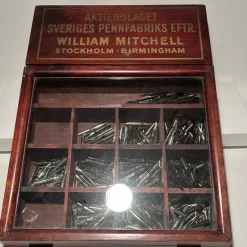 AKTIEBOLAGET
SVERIGES PENNFABRIKS EFTR.
WILLIAM MITCHELL
STOCKHOLM · BIRMINGHAM